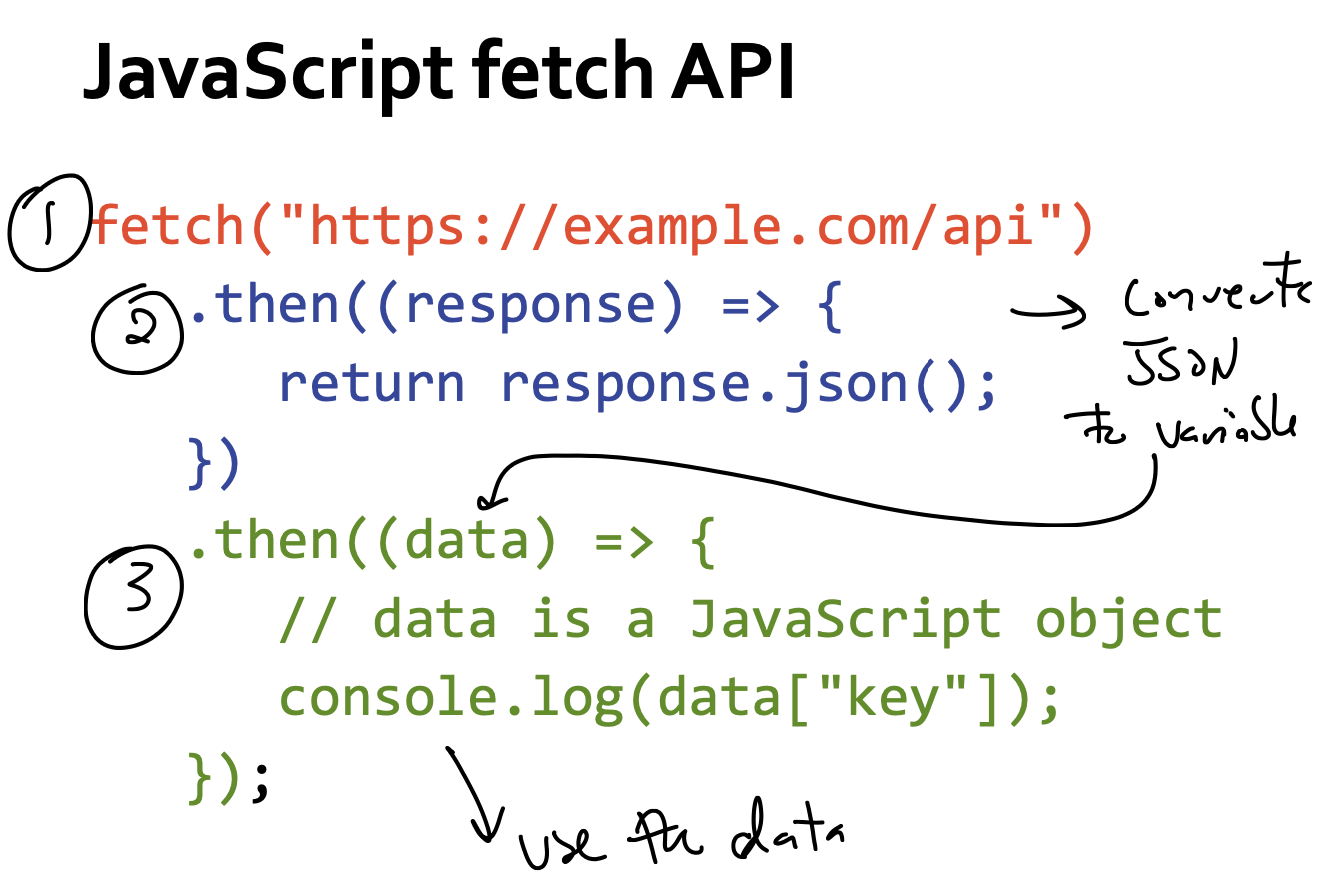 JavaScript fetch API
1 fetch("https://example.com/api")
2 .then((response) => {
return response.json();
})
→ converts
JSON
to variable
3 .then((data) => {
// data is a JavaScript object
console.log(data["key"]);
});
use the data